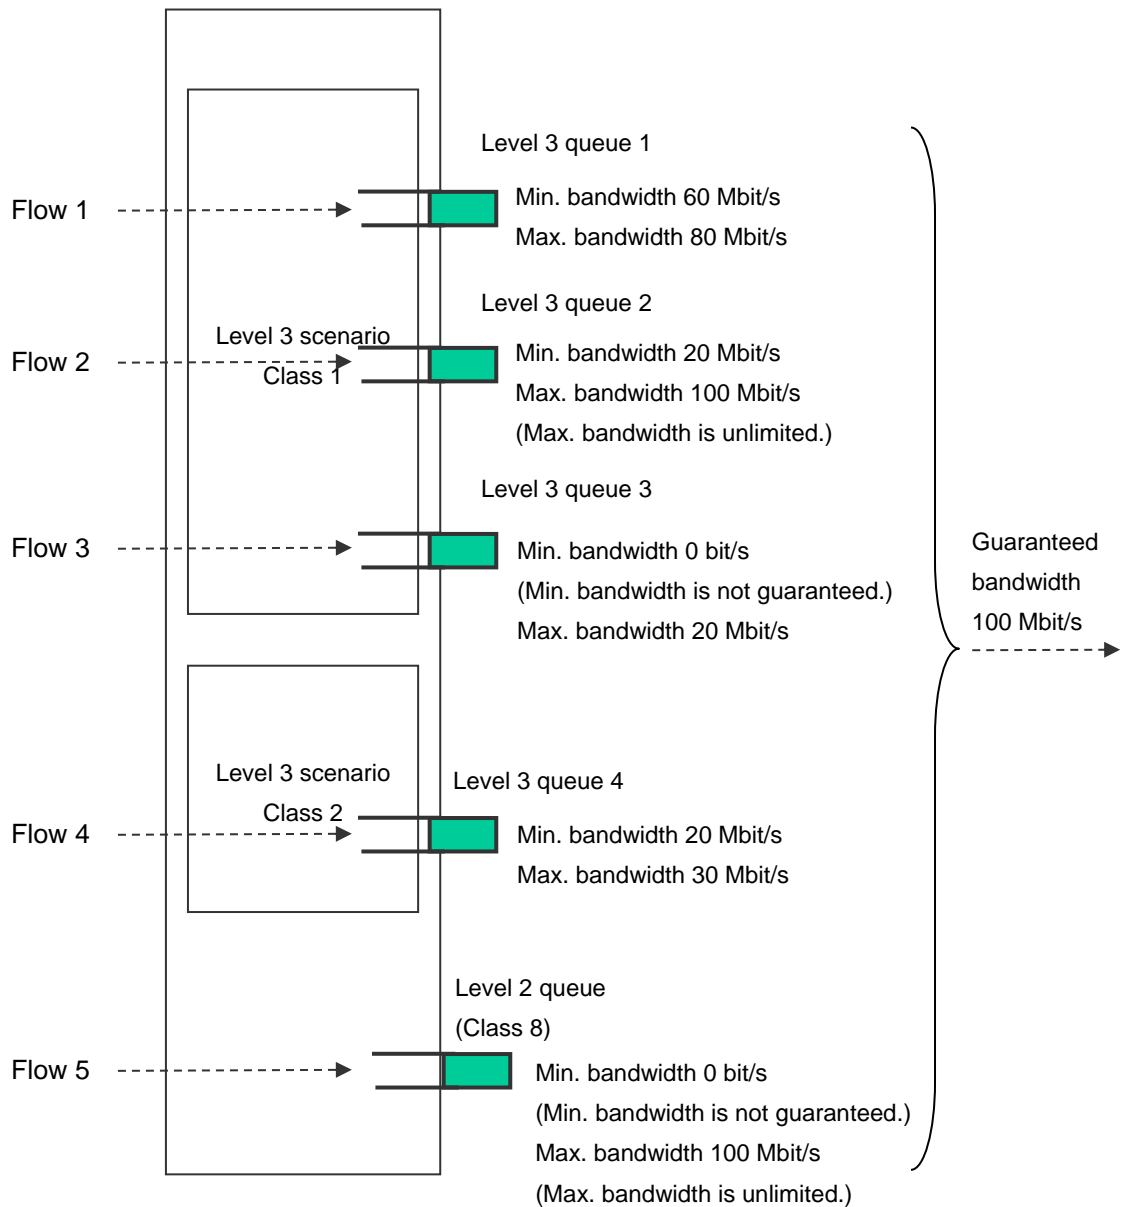 Level 3 queue 1
Flow 1
Min. bandwidth 60 Mbit/s
Max. bandwidth 80 Mbit/s
Level 3 queue 2
Flow 2
Level 3 scenario
Class 1
Min. bandwidth 20 Mbit/s
Max. bandwidth 100 Mbit/s
(Max. bandwidth is unlimited.)
Level 3 queue 3
Flow 3
Min. bandwidth 0 bit/s
(Min. bandwidth is not guaranteed.)
Max. bandwidth 20 Mbit/s
Guaranteed
bandwidth
100 Mbit/s
Level 3 scenario
Class 2
Level 3 queue 4
Flow 4
Min. bandwidth 20 Mbit/s
Max. bandwidth 30 Mbit/s
Level 2 queue
(Class 8)
Flow 5
Min. bandwidth 0 bit/s
(Min. bandwidth is not guaranteed.)
Max. bandwidth 100 Mbit/s
(Max. bandwidth is unlimited.)